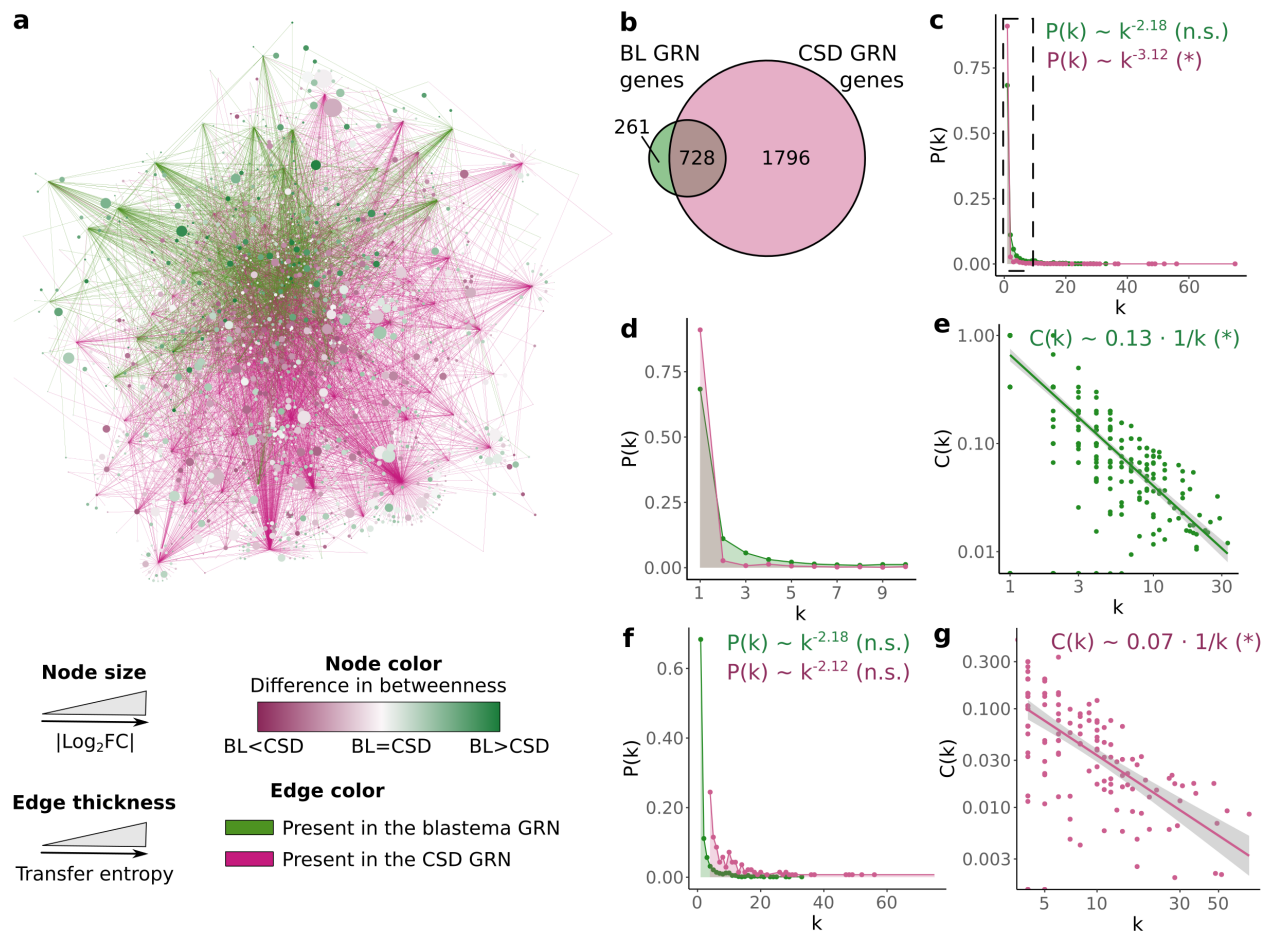 a
b
BL GRN
genes
CSD GRN
genes
261
728
1796
c
P(k) ~ k^-2.18 (n.s.)
P(k) ~ k^-3.12 (*)
P(k)
0.75
0.50
0.25
0.00
0
20
40
60
k
d
P(k)
0.75
0.50
0.25
0.00
1
3
5
7
9
k
e
C(k) ~ 0.13 · 1/k (*)
C(k)
1.00
0.10
0.01
1
3
10
30
k
Node size
|Log₂FC|
Node color
Difference in betweenness
BL<CSD
BL=CSD
BL>CSD
Edge thickness
Transfer entropy
Edge color
Present in the blastema GRN
Present in the CSD GRN
f
P(k) ~ k^-2.18 (n.s.)
P(k) ~ k^-2.12 (n.s.)
P(k)
0.6
0.40
0.20
0.00
0
20
40
60
k
g
C(k) ~ 0.07 · 1/k (*)
C(k)
0.300
0.100
0.030
0.010
0.003
5
10
30
50
k